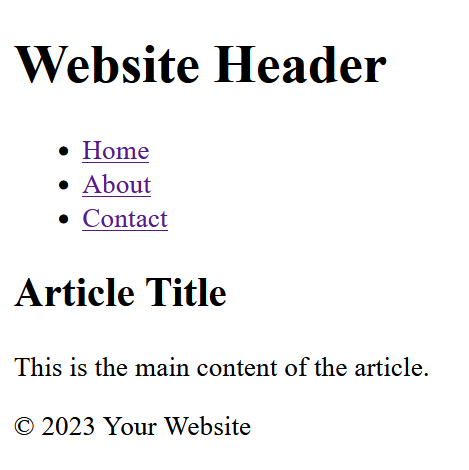 Website Header
Home
About
Contact
Article Title
This is the main content of the article.
© 2023 Your Website